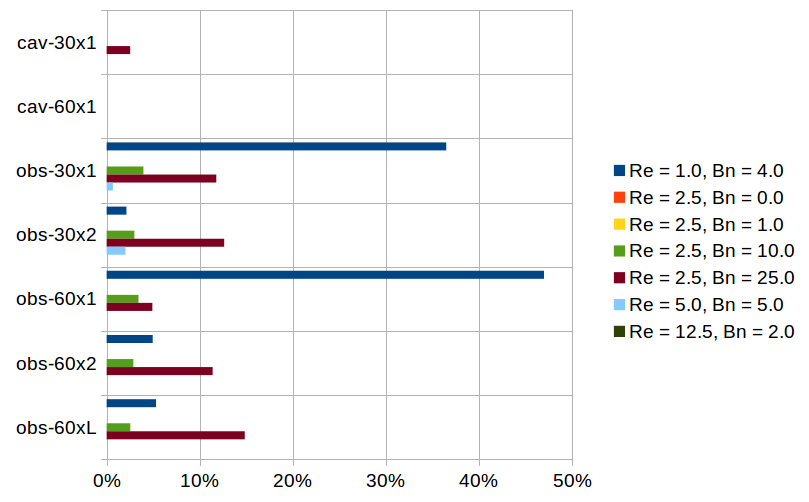 cav-30x1
cav-60x1
obs-30x1
obs-30x2
obs-60x1
obs-60x2
obs-60xL
0% 10% 20% 30% 40% 50%
Re = 1.0, Bn = 4.0
Re = 2.5, Bn = 0.0
Re = 2.5, Bn = 1.0
Re = 2.5, Bn = 10.0
Re = 2.5, Bn = 25.0
Re = 5.0, Bn = 5.0
Re = 12.5, Bn = 2.0